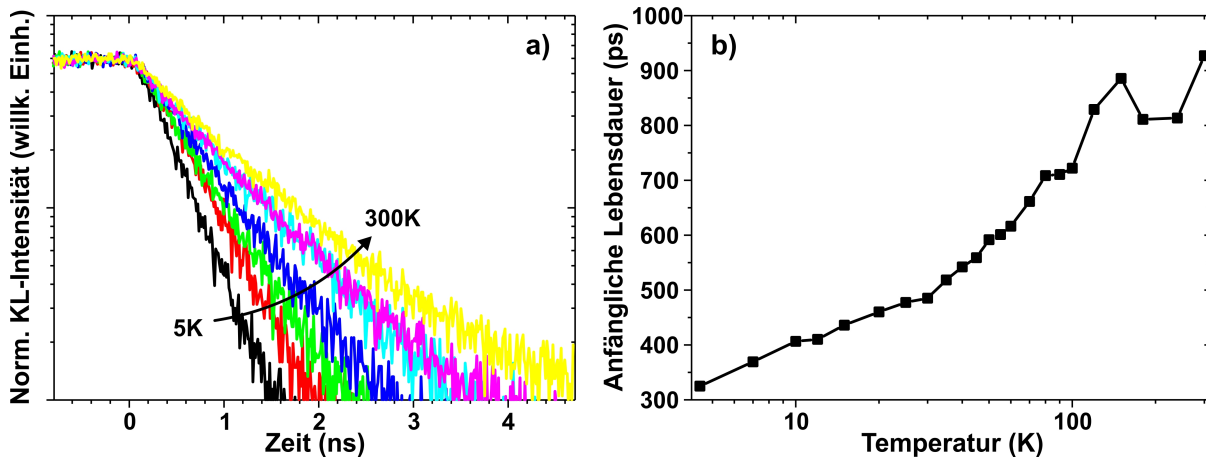 a)
Norm. KL-Intensität (willk. Einh.)
300K
5K
0 1 2 3 4
Zeit (ns)
b)
Anfängliche Lebensdauer (ps)
1000
900
800
700
600
500
400
300
10 100
Temperatur (K)